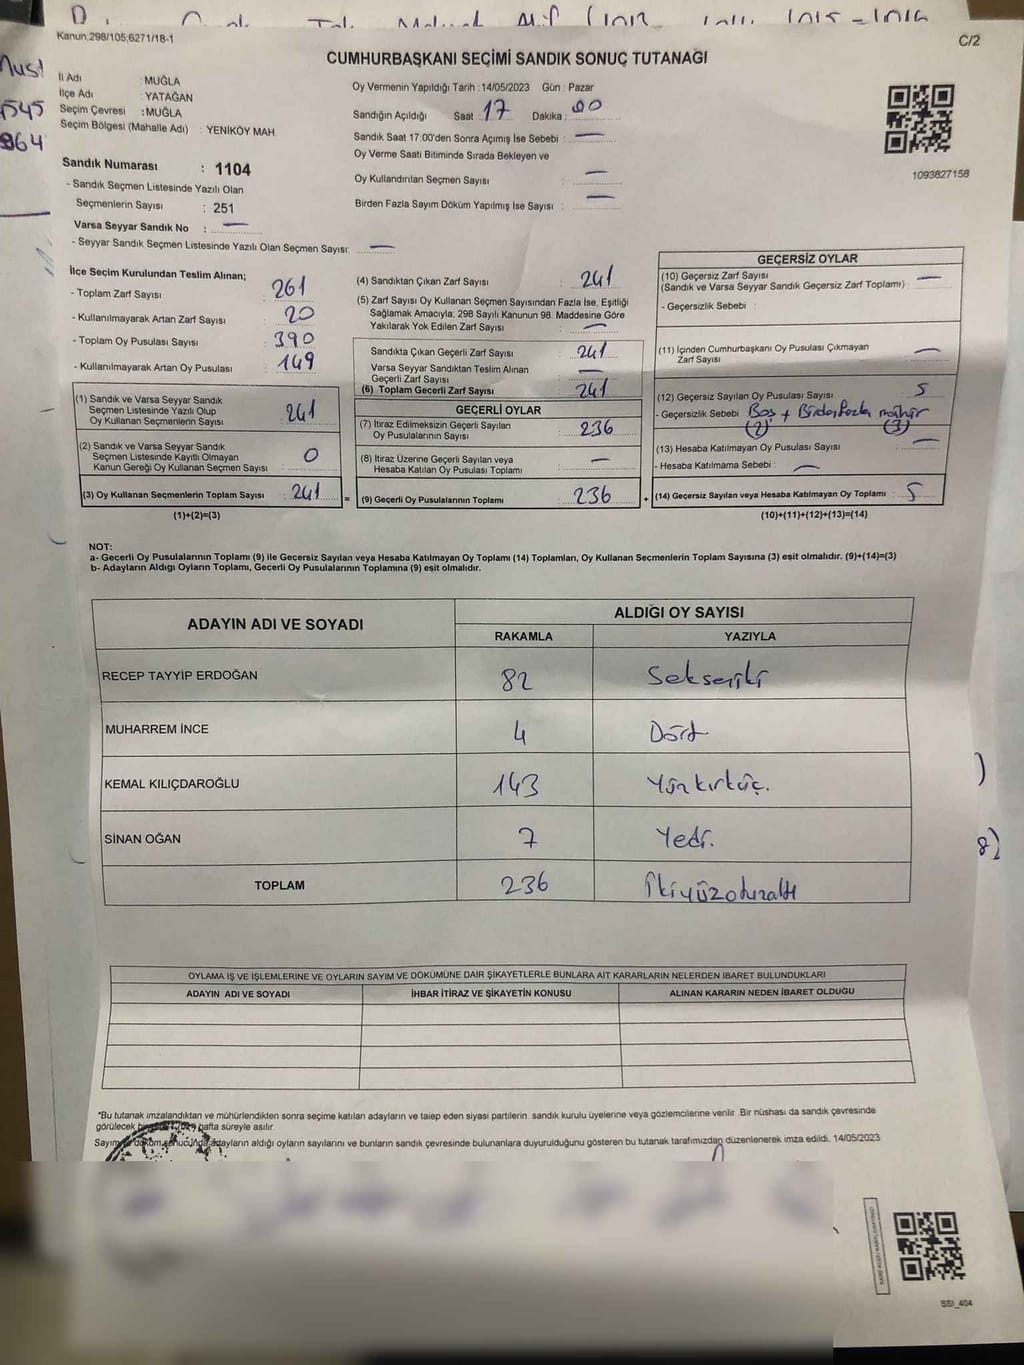 Kanun.298/105;6271/18-1
C/2
CUMHURBAŞKANI SEÇİMİ SANDIK SONUÇ TUTANAĞI
İl Adı : MUĞLA
İlçe Adı : YATAĞAN
Seçim Çevresi : MUĞLA
Seçim Bölgesi (Mahalle Adı) : YENİKÖY MAH.
Sandık Numarası : 1104
- Sandık Seçmen Listesinde Yazılı Olan
Seçmenlerin Sayısı : 251
Varsa Seyyar Sandık No : —
- Seyyar Sandık Seçmen Listesinde Yazılı Olan Seçmen Sayısı: —
Oy Vermenin Yapıldığı Tarih : 14/05/2023 Gün : Pazar
Sandığın Açıldığı Saat : 17 Dakika : 00
Sandık Saat 17:00'den Sonra Açımış İse Sebebi : —
Oy Verme Saati Bitiminde Sırada Bekleyen ve
Oy Kullandırılan Seçmen Sayısı : —
Birden Fazla Sayım Döküm Yapılmış İse Sayısı : —
1093827158
İlçe Seçim Kurulundan Teslim Alınan;
- Toplam Zarf Sayısı : 261
- Kullanılmayarak Artan Zarf Sayısı : 20
- Toplam Oy Pusulası Sayısı : 390
- Kullanılmayarak Artan Oy Pusulası : 149
(1) Sandık ve Varsa Seyyar Sandık
Seçmen Listesinde Yazılı Olup
Oy Kullanan Seçmenlerin Sayısı : 241
(2) Sandık ve Varsa Seyyar Sandık
Seçmen Listesinde Kayıtlı Olmayan
Kanun Gereği Oy Kullanan Seçmen Sayısı : 0
(3) Oy Kullanan Seçmenlerin Toplam Sayısı : 241 =
(1)+(2)=(3)
(4) Sandıktan Çıkan Zarf Sayısı : 241
(5) Zarf Sayısı Oy Kullanan Seçmen Sayısından Fazla İse, Eşitliği
Sağlamak Amacıyla; 298 Sayılı Kanunun 98. Maddesine Göre
Yakılarak Yok Edilen Zarf Sayısı : —
Sandıkta Çıkan Geçerli Zarf Sayısı : 241
Varsa Seyyar Sandıktan Teslim Alınan
Geçerli Zarf Sayısı : —
(6) Toplam Geçerli Zarf Sayısı : 241
GEÇERLİ OYLAR
(7) İtiraz Edilmeksizin Geçerli Sayılan
Oy Pusulalarının Sayısı : 236
(8) İtiraz Üzerine Geçerli Sayılan veya
Hesaba Katılan Oy Pusulası Toplamı : —
(9) Geçerli Oy Pusulalarının Toplamı : 236 +
GEÇERSİZ OYLAR
(10) Geçersiz Zarf Sayısı
(Sandık ve Varsa Seyyar Sandık Geçersiz Zarf Toplamı) : —
- Geçersizlik Sebebi :
(11) İçinden Cumhurbaşkanı Oy Pusulası Çıkmayan
Zarf Sayısı : —
(12) Geçersiz Sayılan Oy Pusulası Sayısı : 5
- Geçersizlik Sebebi : Boş + Birden fazla mühür
(2) (3)
(13) Hesaba Katılmayan Oy Pusulası Sayısı : —
- Hesaba Katılmama Sebebi : —
(14) Geçersiz Sayılan veya Hesaba Katılmayan Oy Toplamı : 5
(10)+(11)+(12)+(13)=(14)
NOT:
a- Geçerli Oy Pusulalarının Toplamı (9) ile Geçersiz Sayılan veya Hesaba Katılmayan Oy Toplamı (14) Toplamları, Oy Kullanan Seçmenlerin Toplam Sayısına (3) eşit olmalıdır. (9)+(14)=(3)
b- Adayların Aldığı Oyların Toplamı, Geçerli Oy Pusulalarının Toplamına (9) eşit olmalıdır.
ADAYIN ADI VE SOYADI
ALDIĞI OY SAYISI
RAKAMLA YAZIYLA
RECEP TAYYİP ERDOĞAN 82 Sekseniki
MUHARREM İNCE 4 Dört
KEMAL KILIÇDAROĞLU 143 Yüzkırküç.
SİNAN OĞAN 7 Yedi.
TOPLAM 236 İkiyüzotuzaltı
OYLAMA İŞ VE İŞLEMLERİNE VE OYLARIN SAYIM VE DÖKÜMÜNE DAİR ŞİKAYETLERLE BUNLARA AİT KARARLARIN NELERDEN İBARET BULUNDUKLARI
ADAYIN ADI VE SOYADI İHBAR İTİRAZ VE ŞİKAYETİN KONUSU ALINAN KARARIN NEDEN İBARET OLDUĞU
*Bu tutanak imzalandıktan ve mühürlendikten sonra seçime katılan adayların ve talep eden siyasi partilerin sandık kurulu üyelerine veya gözlemcilerine verilir .Bir nüshası da sandık çevresinde
görülecek hafta süreyle asılır.
Sayım döküm sonucunda adayların aldığı oyların sayılarını ve bunların sandık çevresinde bulunanlara duyurulduğunu gösteren bu tutanak tarafımızdan düzenlenerek imza edildi. 14/05/2023
SSI_404